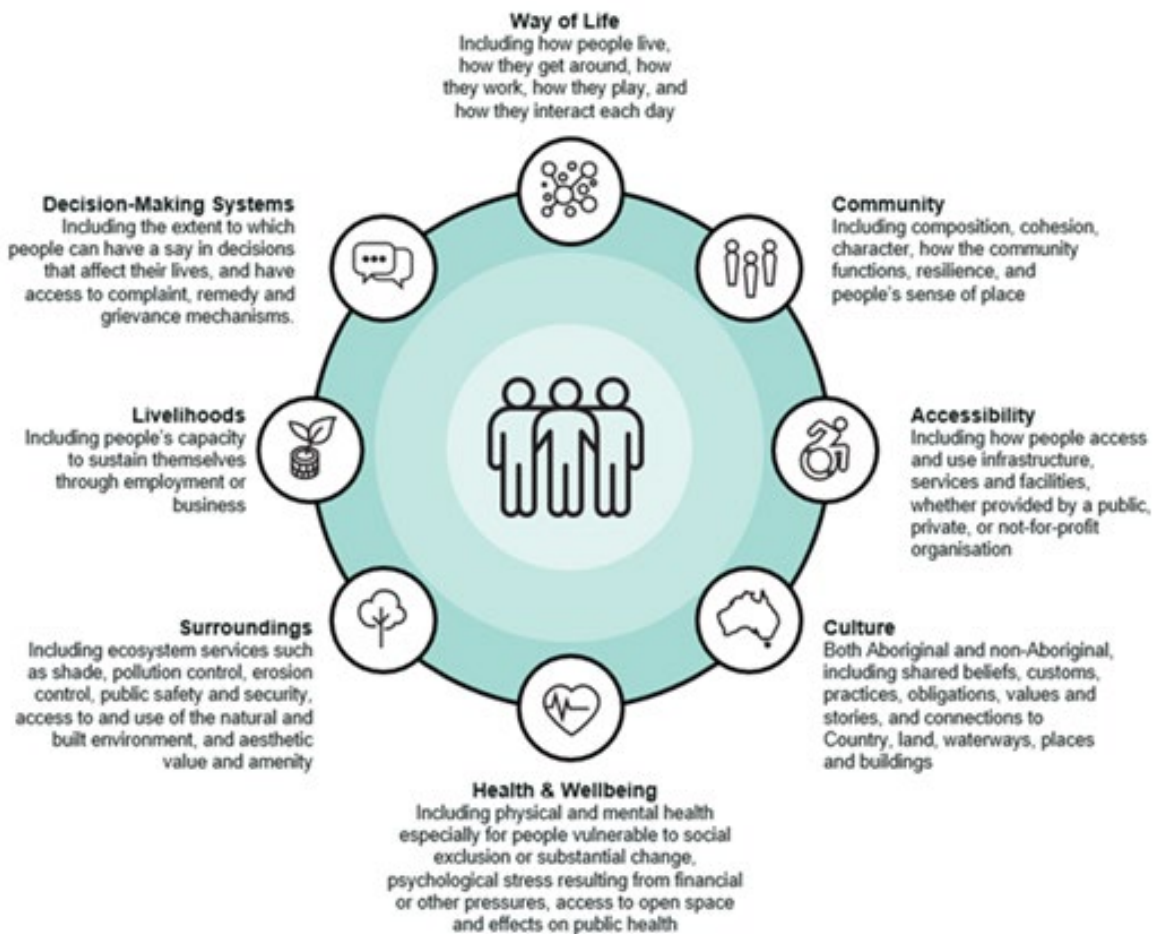 Way of Life
Including how people live,
how they get around, how
they work, how they play, and
how they interact each day
Community
Including composition, cohesion,
character, how the community
functions, resilience, and
people's sense of place
Accessibility
Including how people access
and use infrastructure,
services and facilities,
whether provided by a public,
private, or not-for-profit
organisation
Culture
Both Aboriginal and non-Aboriginal,
including shared beliefs, customs,
practices, obligations, values and
stories, and connections to
Country, land, waterways, places
and buildings
Health & Wellbeing
Including physical and mental health
especially for people vulnerable to social
exclusion or substantial change,
psychological stress resulting from financial
or other pressures, access to open space
and effects on public health
Surroundings
Including ecosystem services such
as shade, pollution control, erosion
control, public safety and security,
access to and use of the natural and
built environment, and aesthetic
value and amenity
Livelihoods
Including people's capacity
to sustain themselves
through employment or
business
Decision-Making Systems
Including the extent to which
people can have a say in decisions
that affect their lives, and have
access to complaint, remedy and
grievance mechanisms.